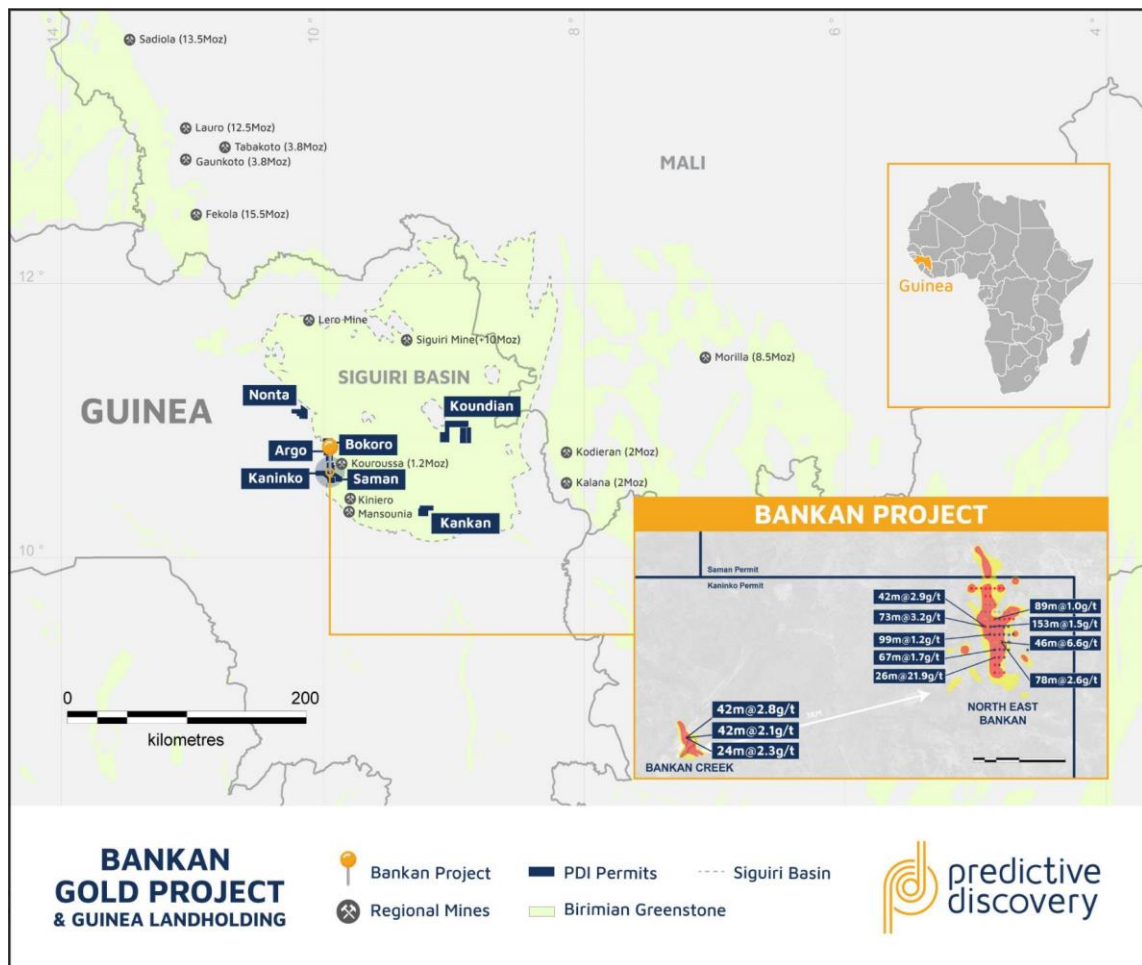 14 °
10 °
8 °
6 °
4 °
Sadiola (13.5Moz)
Lauro (12.5Moz)
Tabakoto (3.8Moz)
Gaunkoto (3.8Moz)
MALI
Fekola (15.5Moz)
12 °
Guinea
Lero Mine
Siguiri Mine(+10Moz)
Morilla (8.5Moz)
SIGUIRI BASIN
GUINEA
Nonta
Koundian
Bokoro
Argo
Kouroussa (1.2Moz)
Kaninko
Saman
Kodieran (2Moz)
Kalana (2Moz)
Kiniero
Mansounia
Kankan
10 °
BANKAN PROJECT
Saman Permit
Kaninko Permit
42m@2.9g/t
73m@3.2g/t
99m@1.2g/t
67m@1.7g/t
26m@21.9g/t
89m@1.0g/t
153m@1.5g/t
46m@6.6g/t
78m@2.6g/t
NORTH EAST
BANKAN
42m@2.8g/t
42m@2.1g/t
24m@2.3g/t
BANKAN CREEK
0 200
kilometres
BANKAN
GOLD PROJECT
& GUINEA LANDHOLDING
Bankan Project
PDI Permits
Siguiri Basin
Regional Mines
Birimian Greenstone
predictive
discovery